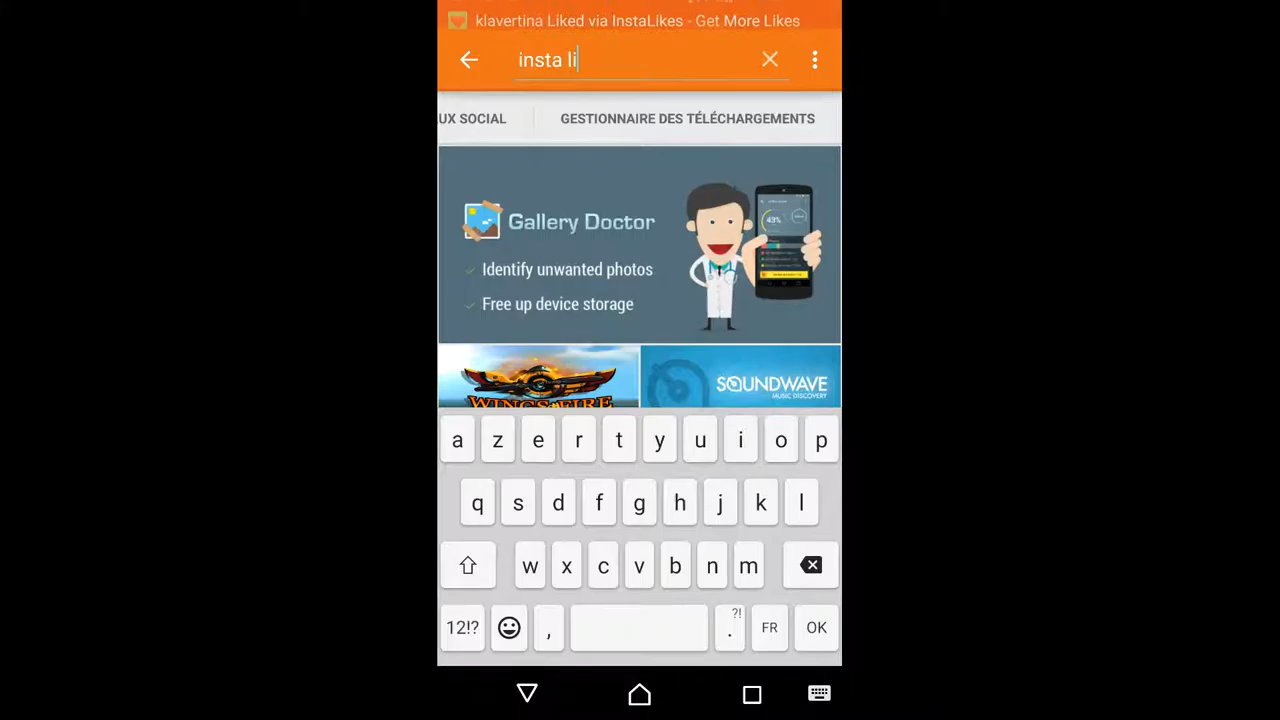 klavertina Liked via InstaLikes - Get More Likes
insta li
UX SOCIAL
GESTIONNAIRE DES TÉLÉCHARGEMENTS
Gallery Doctor
43%
Identify unwanted photos
Free up device storage
WINGS FIRE
SOUNDWAVE
MUSIC DISCOVERY
a z e r t y u i o p
q s d f g h j k l
w x c v b n m
?!
12!? , . FR OK